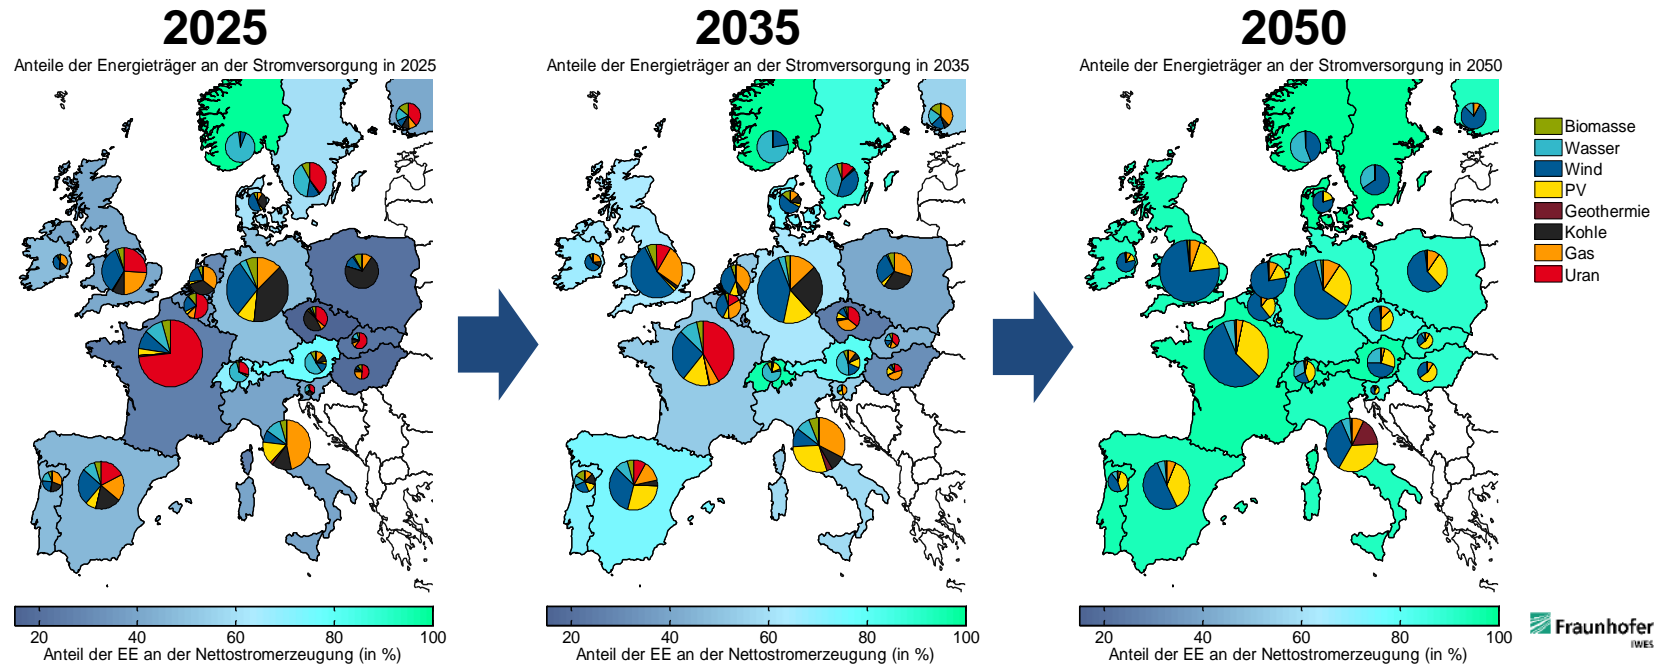 2025
Anteile der Energieträger an der Stromversorgung in 2025
20 40 60 80 100
Anteil der EE an der Nettostromerzeugung (in %)
2035
Anteile der Energieträger an der Stromversorgung in 2035
20 40 60 80 100
Anteil der EE an der Nettostromerzeugung (in %)
2050
Anteile der Energieträger an der Stromversorgung in 2050
20 40 60 80 100
Anteil der EE an der Nettostromerzeugung (in %)
Biomasse
Wasser
Wind
PV
Geothermie
Kohle
Gas
Uran
Fraunhofer
IWES